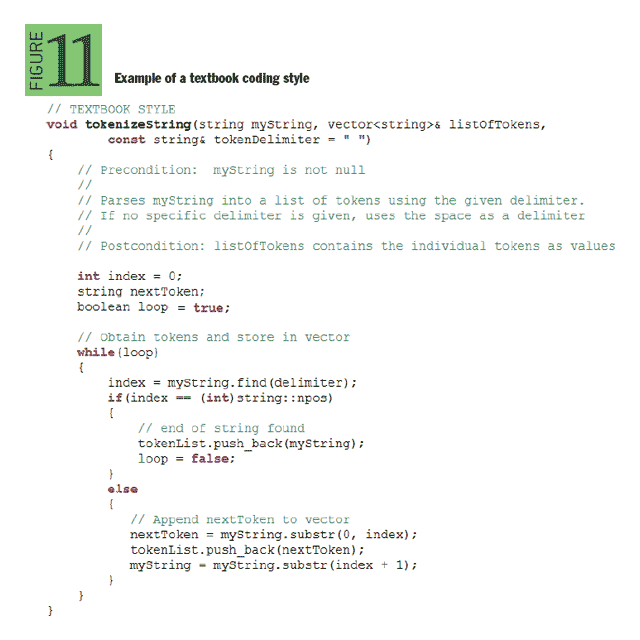 FIGURE
11
Example of a textbook coding style
// TEXTBOOK STYLE
void tokenizeString(string myString, vector<string>& listOfTokens,
const string& tokenDelimiter = " ")
{
// Precondition: myString is not null
//
// Parses myString into a list of tokens using the given delimiter.
// If no specific delimiter is given, uses the space as a delimiter
//
// Postcondition: listOfTokens contains the individual tokens as values
int index = 0;
string nextToken;
boolean loop = true;
// Obtain tokens and store in vector
while(loop)
{
index = myString.find(delimiter);
if(index == (int)string::npos)
{
// end of string found
tokenList.push_back(myString);
loop = false;
}
else
{
// Append nextToken to vector
nextToken = myString.substr(0, index);
tokenList.push_back(nextToken);
myString = myString.substr(index + 1);
}
}
}